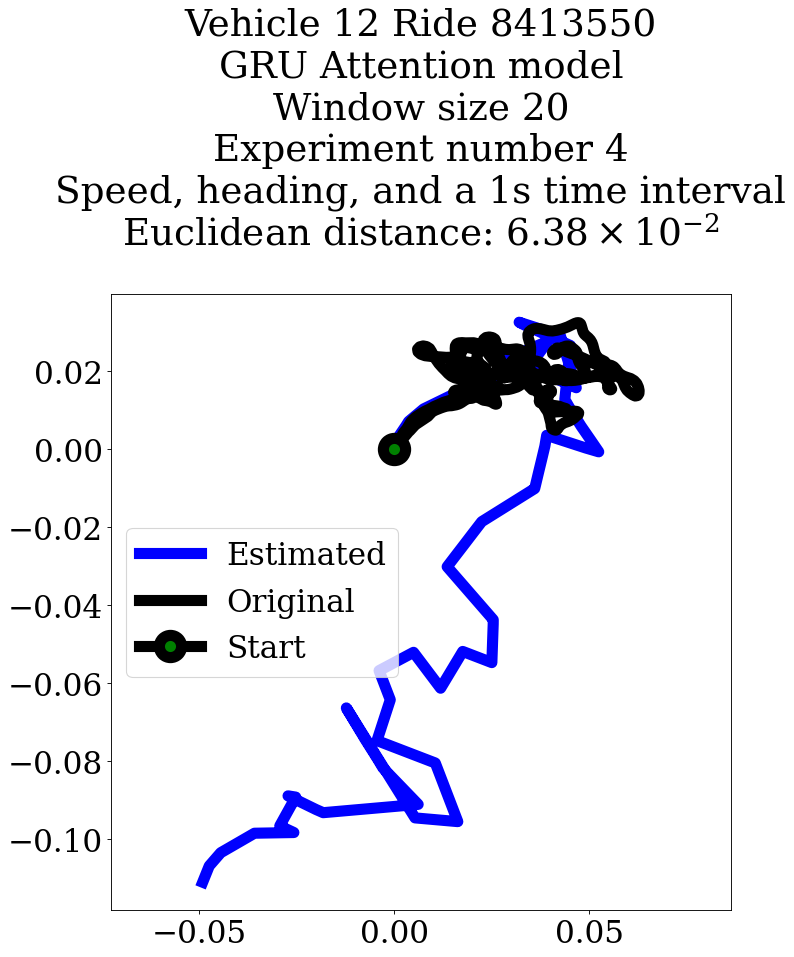 Vehicle 12 Ride 8413550
GRU Attention model
Window size 20
Experiment number 4
Speed, heading, and a 1s time interval
Euclidean distance: 6.38 × 10⁻²
0.02
0.00
−0.02
−0.04
−0.06
−0.08
−0.10
Estimated
Original
Start
−0.05
0.00
0.05